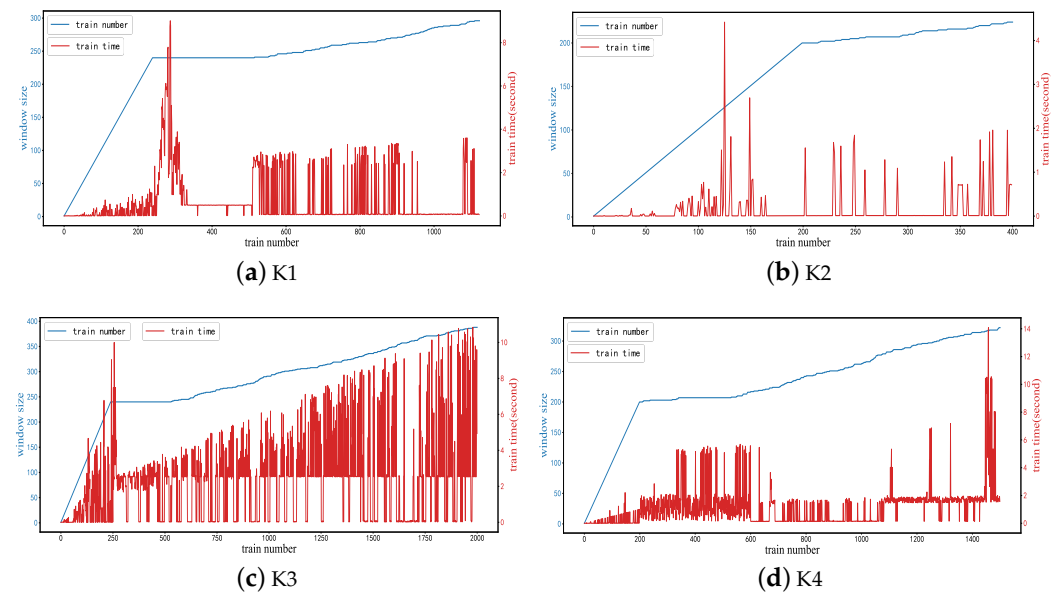 train number
train time
window size
300
250
200
150
100
50
0
8
6
4
2
0
train time(second)
0 200 400 600 800 1000
train number
(a) K1
train number
train time
window size
200
150
100
50
0
4
3
2
1
0
train time(second)
0 50 100 150 200 250 300 350 400
train number
(b) K2
train number
train time
window size
400
350
300
250
200
150
100
50
0
10
8
6
4
2
0
train time(second)
0 250 500 750 1000 1250 1500 1750 2000
train number
(c) K3
train number
train time
window size
300
250
200
150
100
50
0
14
12
10
8
6
4
2
0
train time(second)
0 200 400 600 800 1000 1200 1400
train number
(d) K4